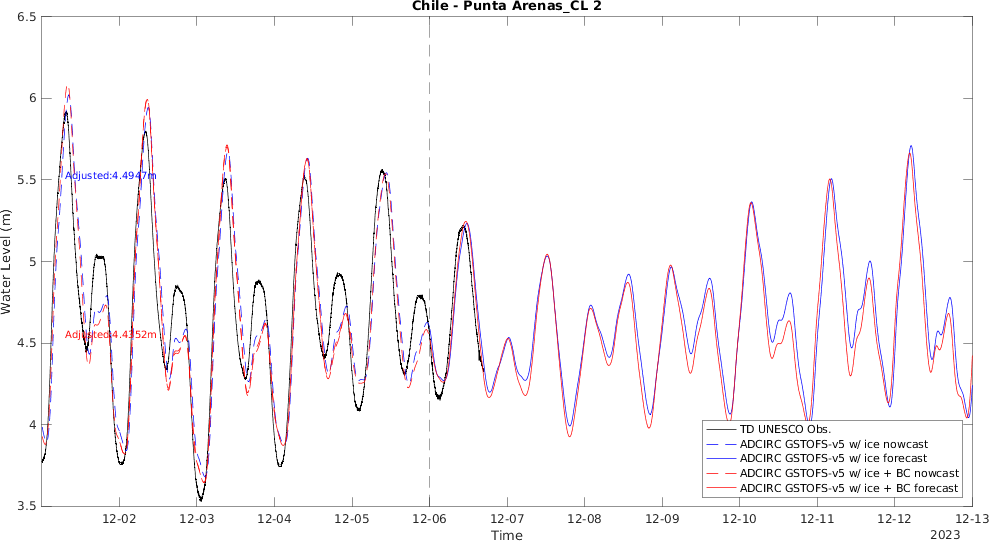 Chile - Punta Arenas_CL 2
6.5
6
5.5
5
4.5
4
3.5
Water Level (m)
Adjusted:4.4947m
Adjusted:4.4352m
TD UNESCO Obs.
ADCIRC GSTOFS-v5 w/ ice nowcast
ADCIRC GSTOFS-v5 w/ ice forecast
ADCIRC GSTOFS-v5 w/ ice + BC nowcast
ADCIRC GSTOFS-v5 w/ ice + BC forecast
12-02 12-03 12-04 12-05 12-06 12-07 12-08 12-09 12-10 12-11 12-12 12-13
Time
2023